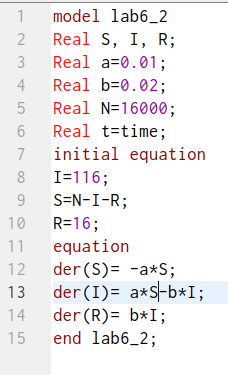 1 model lab6_2
2 Real S, I, R;
3 Real a=0.01;
4 Real b=0.02;
5 Real N=16000;
6 Real t=time;
7 initial equation
8 I=116;
9 S=N-I-R;
10 R=16;
11 equation
12 der(S)= -a*S;
13 der(I)= a*S-b*I;
14 der(R)= b*I;
15 end lab6_2;